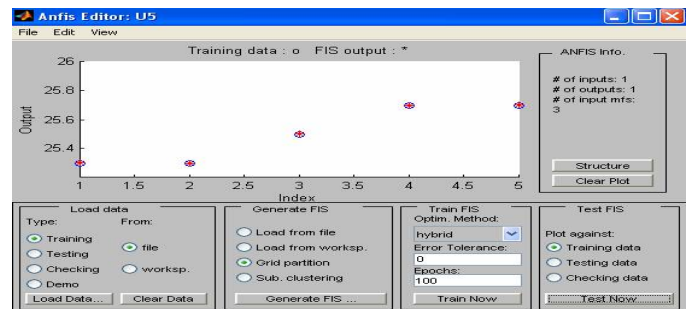 Anfis Editor: U5
File Edit View
Training data : o FIS output : *
26
25.8
25.6
25.4
Output
1 1.5 2 2.5 3 3.5 4 4.5 5
Index
ANFIS Info.
# of inputs: 1
# of outputs: 1
# of input mfs:
3
Structure
Clear Plot
Load data
Type: From:
Training
Testing
Checking
Demo
file
worksp.
Load Data... Clear Data
Generate FIS
Load from file
Load from worksp.
Grid partition
Sub. clustering
Generate FIS ...
Train FIS
Optim. Method:
hybrid
Error Tolerance:
0
Epochs:
100
Train Now
Test FIS
Plot against:
Training data
Testing data
Checking data
Test Now